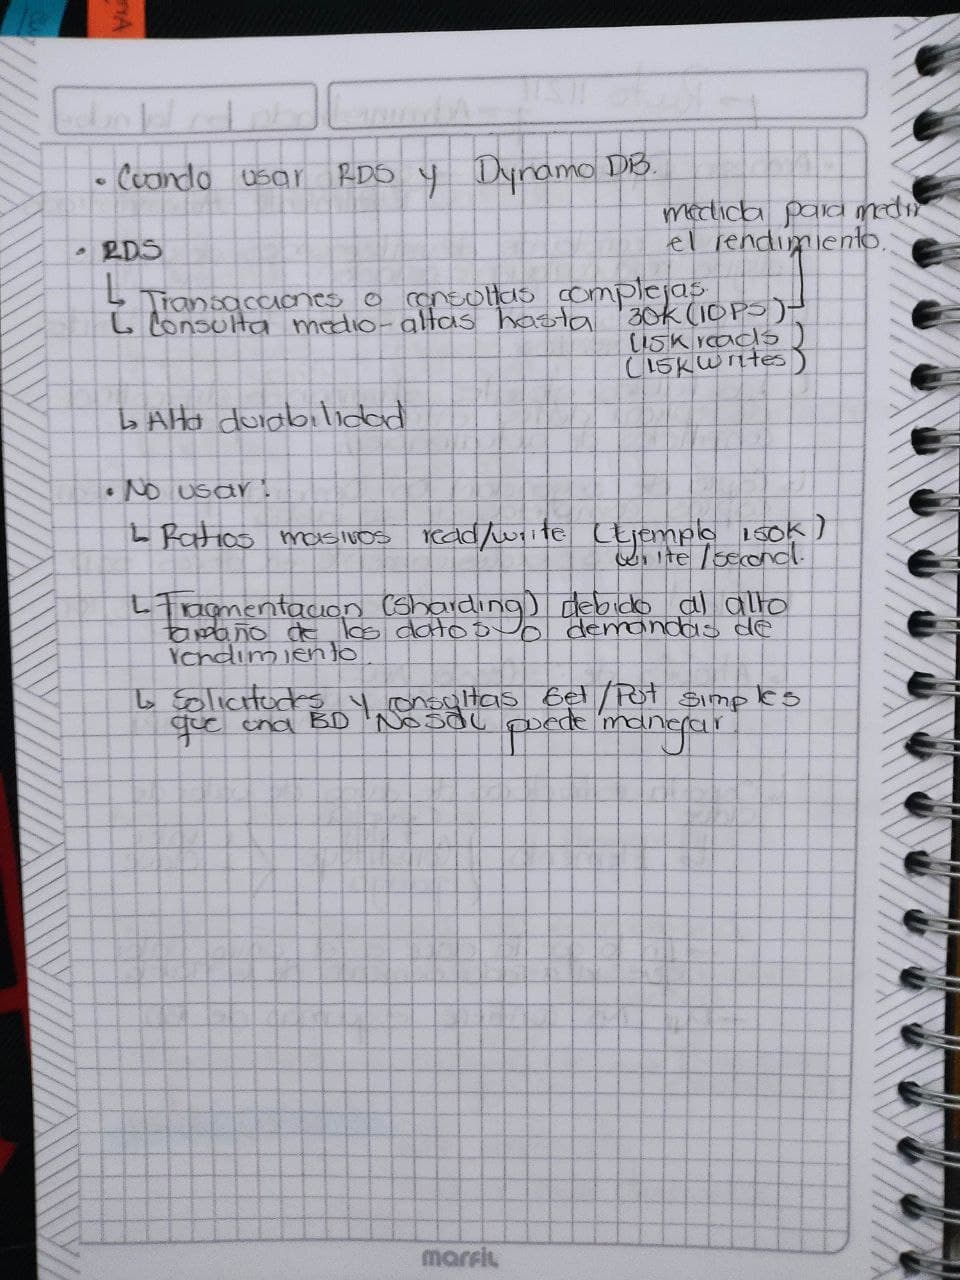 • Cuando usar RDS y Dynamo DB.
medida para medir
el rendimiento.
• RDS
↳ Transacciones o consultas complejas
↳ Consulta medio-altas hasta 30K (IOPS)
(15K reads)
(15K writes)
↳ Alta durabilidad
• No usar:
↳ Ratios masivos read/write (Ejemplo 150K)
write/second.
↳ Fragmentacion (sharding) debido al alto
tamaño de los datos o demandas de
rendimiento.
↳ Solicitudes y consultas Get/Put simples
que una BD NoSQL puede manejar
marfil